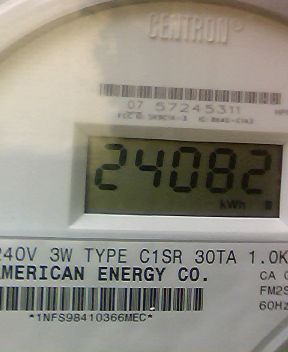 CENTRON
07 57245311
24082
kWh
240V 3W TYPE C1SR 30TA 1.0K
AMERICAN ENERGY CO.
CA
FM2S
60Hz
*1NFS98410366MEC*